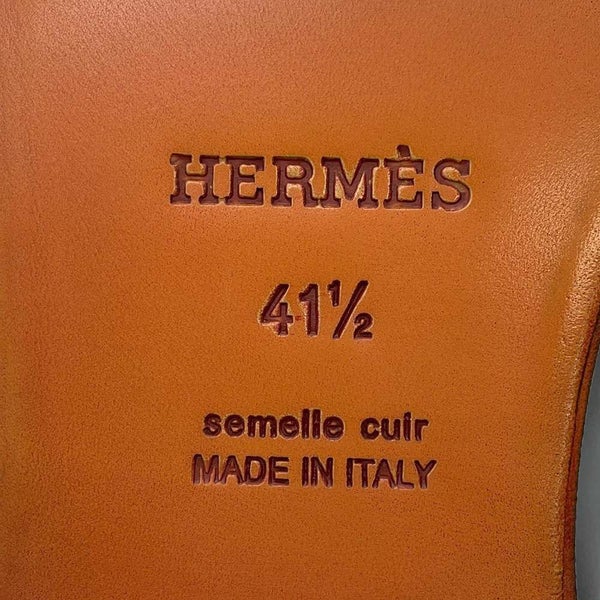 HERMÈS
41½
semelle cuir
MADE IN ITALY